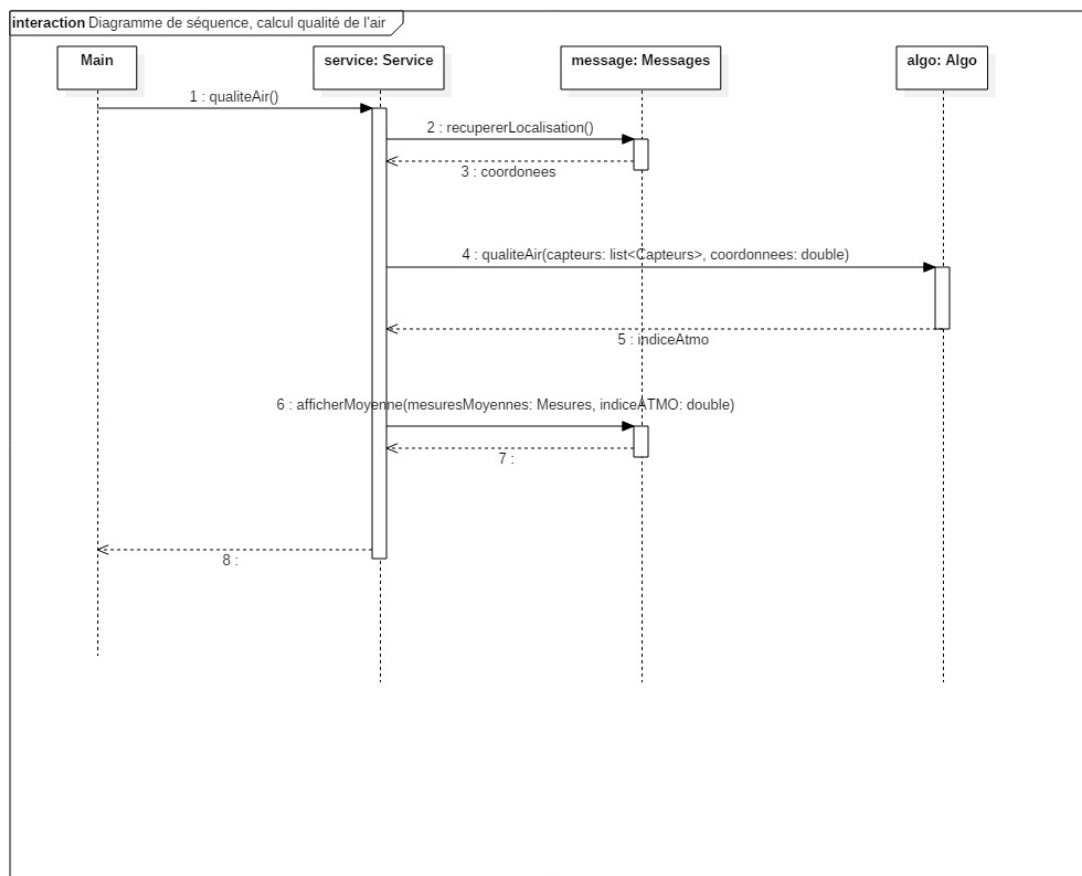 interaction Diagramme de séquence, calcul qualité de l'air
Main
service: Service
message: Messages
algo: Algo
1 : qualiteAir()
2 : recupererLocalisation()
3 : coordonees
4 : qualiteAir(capteurs: list<Capteurs>, coordonnees: double)
5 : indiceAtmo
6 : afficherMoyenne(mesuresMoyennes: Mesures, indiceATMO: double)
7 :
8 :